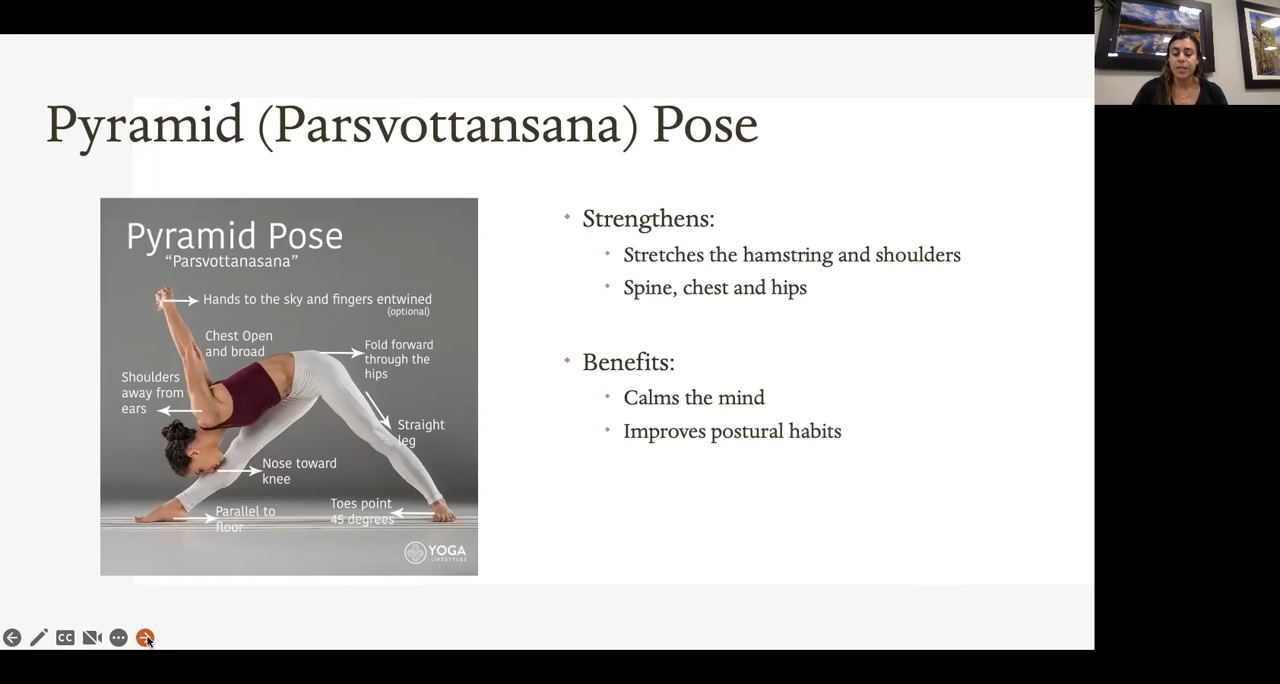 Pyramid (Parsvottansana) Pose
Pyramid Pose
“Parsvottanasana”
Hands to the sky and fingers entwined
(optional)
Chest Open
and broad
Fold forward
through the
hips
Shoulders
away from
ears
Straight
leg
Nose toward
knee
Parallel to
floor
Toes point
45 degrees
YOGA
LIFESTYLES
Strengthens:
Stretches the hamstring and shoulders
Spine, chest and hips
Benefits:
Calms the mind
Improves postural habits
CC